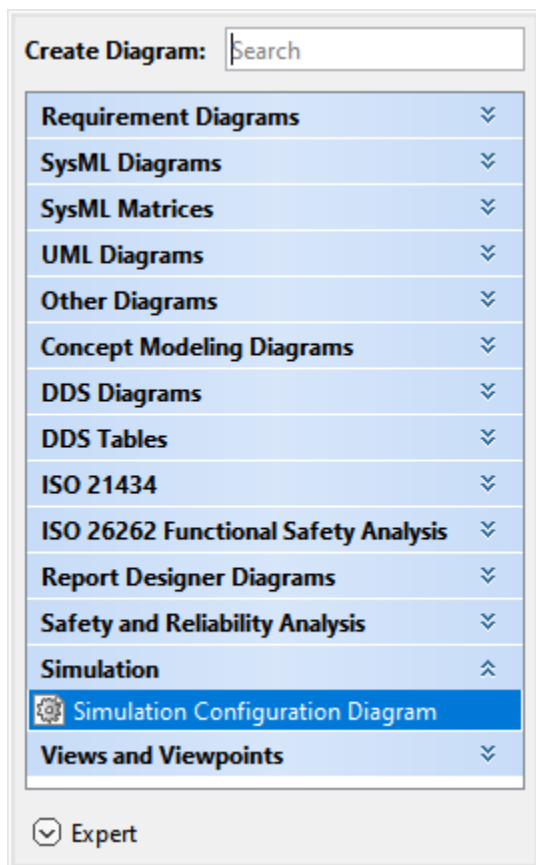 Create Diagram: Search
Requirement Diagrams
SysML Diagrams
SysML Matrices
UML Diagrams
Other Diagrams
Concept Modeling Diagrams
DDS Diagrams
DDS Tables
ISO 21434
ISO 26262 Functional Safety Analysis
Report Designer Diagrams
Safety and Reliability Analysis
Simulation
Simulation Configuration Diagram
Views and Viewpoints
Expert